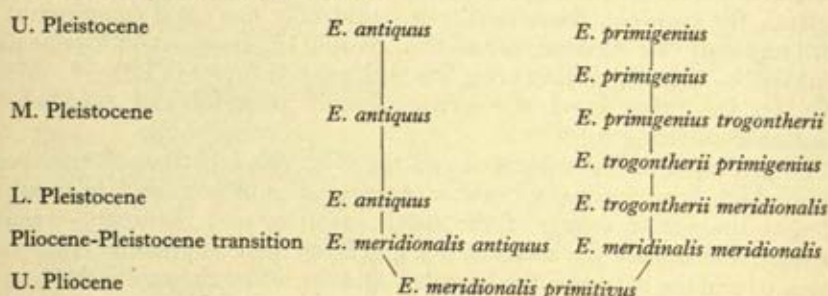 U. Pleistocene E. antiquus E. primigenius
E. primigenius
M. Pleistocene E. antiquus E. primigenius trogontherii
E. trogontherii primigenius
L. Pleistocene E. antiquus E. trogontherii meridionalis
Pliocene-Pleistocene transition E. meridionalis antiquus E. meridinalis meridionalis
U. Pliocene E. meridionalis primitivus